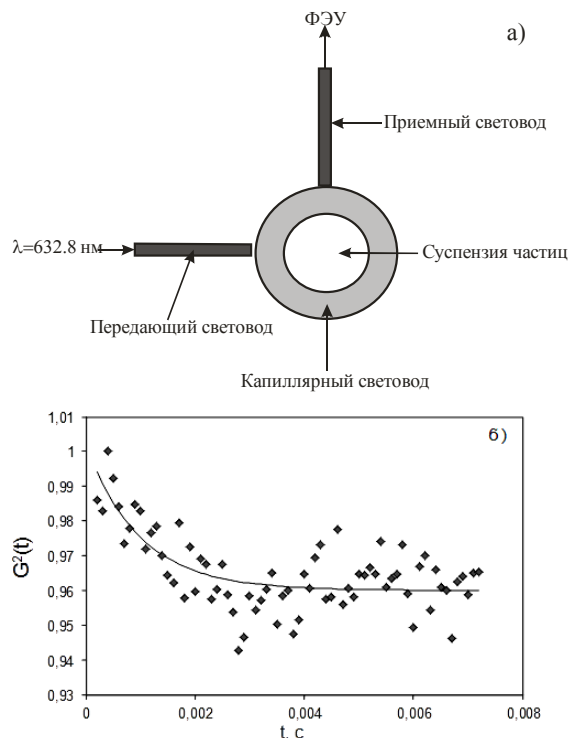 ФЭУ
а)
Приемный световод
λ=632.8 нм
Суспензия частиц
Передающий световод
Капиллярный световод
1,01
б)
1
0,99
0,98
0,97
0,96
0,95
0,94
0,93
G²(t)
0
0,002
0,004
0,006
0,008
t, с